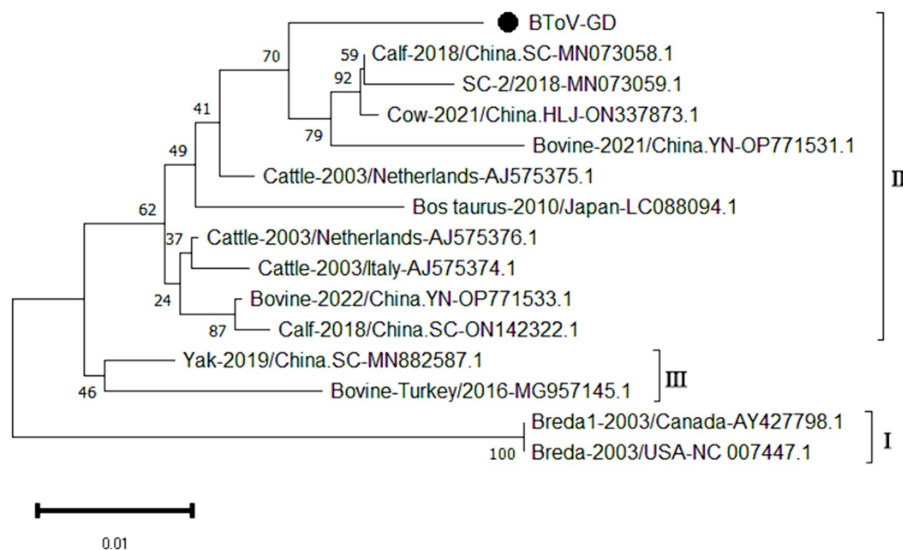 BToV-GD
70
59
Calf-2018/China.SC-MN073058.1
92
SC-2/2018-MN073059.1
41
Cow-2021/China.HLJ-ON337873.1
79
Bovine-2021/China.YN-OP771531.1
49
Cattle-2003/Netherlands-AJ575375.1
II
62
Bos taurus-2010/Japan-LC088094.1
37
Cattle-2003/Netherlands-AJ575376.1
Cattle-2003/Italy-AJ575374.1
24
Bovine-2022/China.YN-OP771533.1
87
Calf-2018/China.SC-ON142322.1
Yak-2019/China.SC-MN882587.1
III
46
Bovine-Turkey/2016-MG957145.1
Breda1-2003/Canada-AY427798.1
I
100
Breda-2003/USA-NC 007447.1
0.01